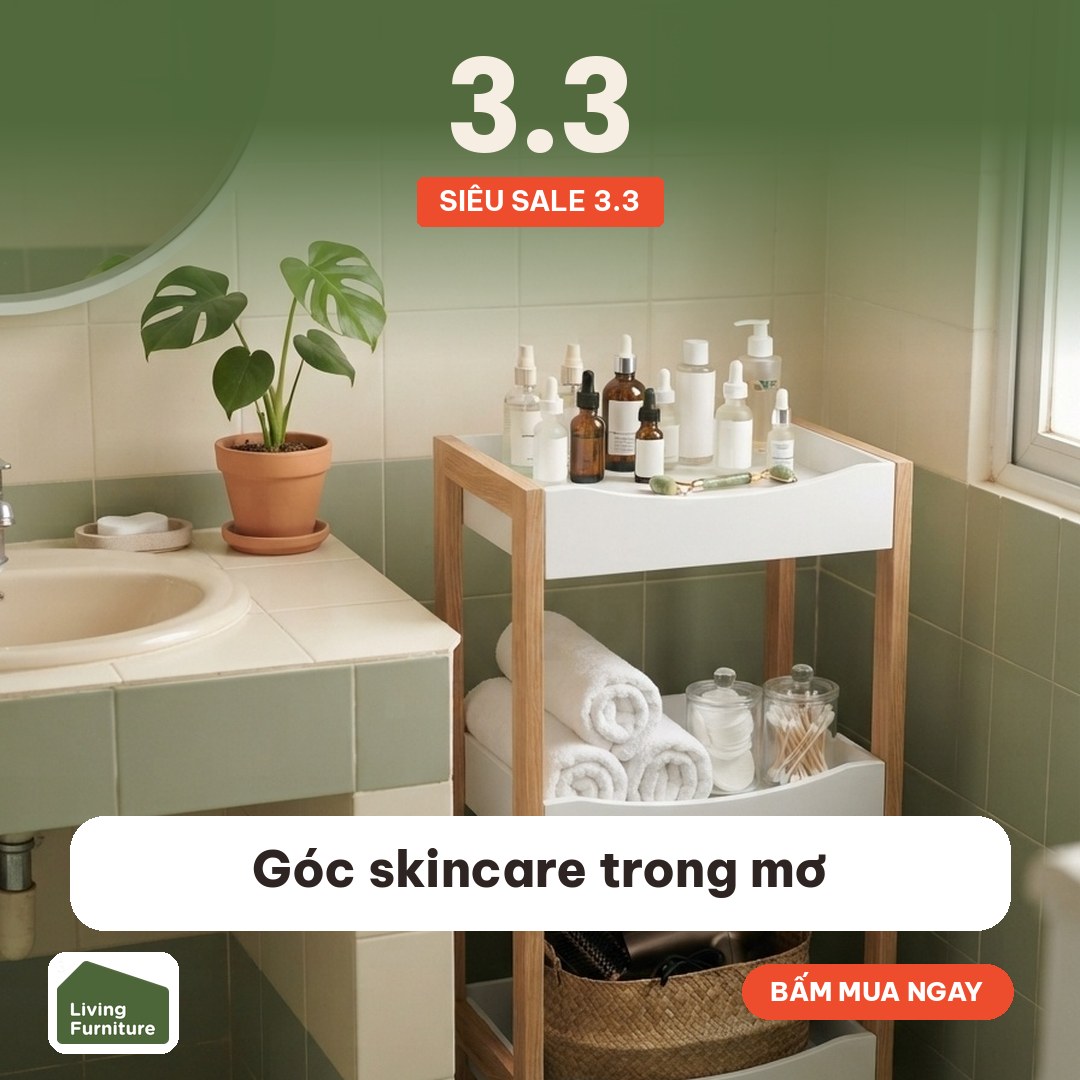 3.3
SIÊU SALE 3.3
Góc skincare trong mơ
Living
Furniture
BẤM MUA NGAY